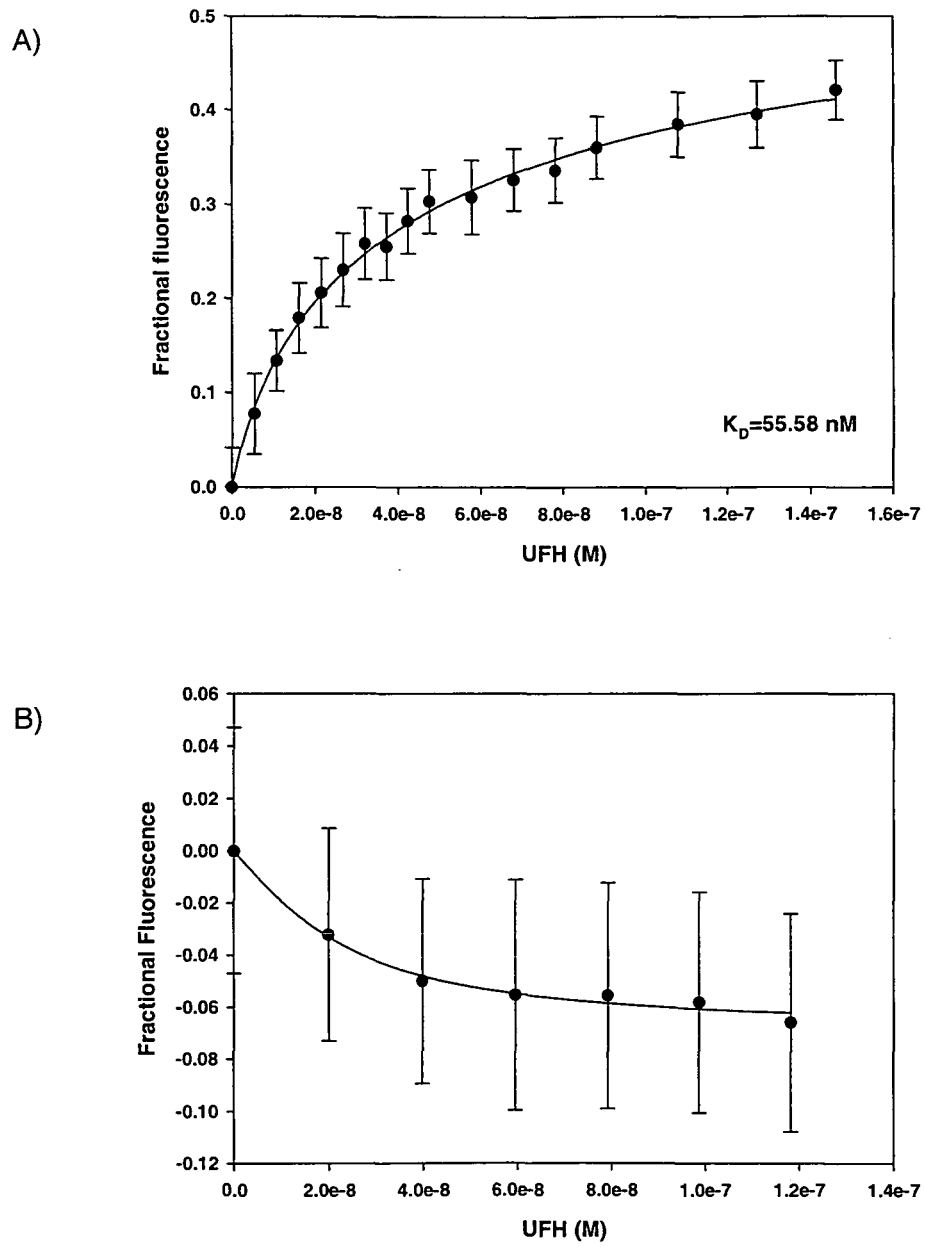 A)
0.5
0.4
0.3
0.2
0.1
0.0
Fractional fluorescence
K_D=55.58 nM
0.0 2.0e-8 4.0e-8 6.0e-8 8.0e-8 1.0e-7 1.2e-7 1.4e-7 1.6e-7
UFH (M)
B)
0.06
0.04
0.02
0.00
-0.02
-0.04
-0.06
-0.08
-0.10
-0.12
Fractional Fluorescence
0.0 2.0e-8 4.0e-8 6.0e-8 8.0e-8 1.0e-7 1.2e-7 1.4e-7
UFH (M)